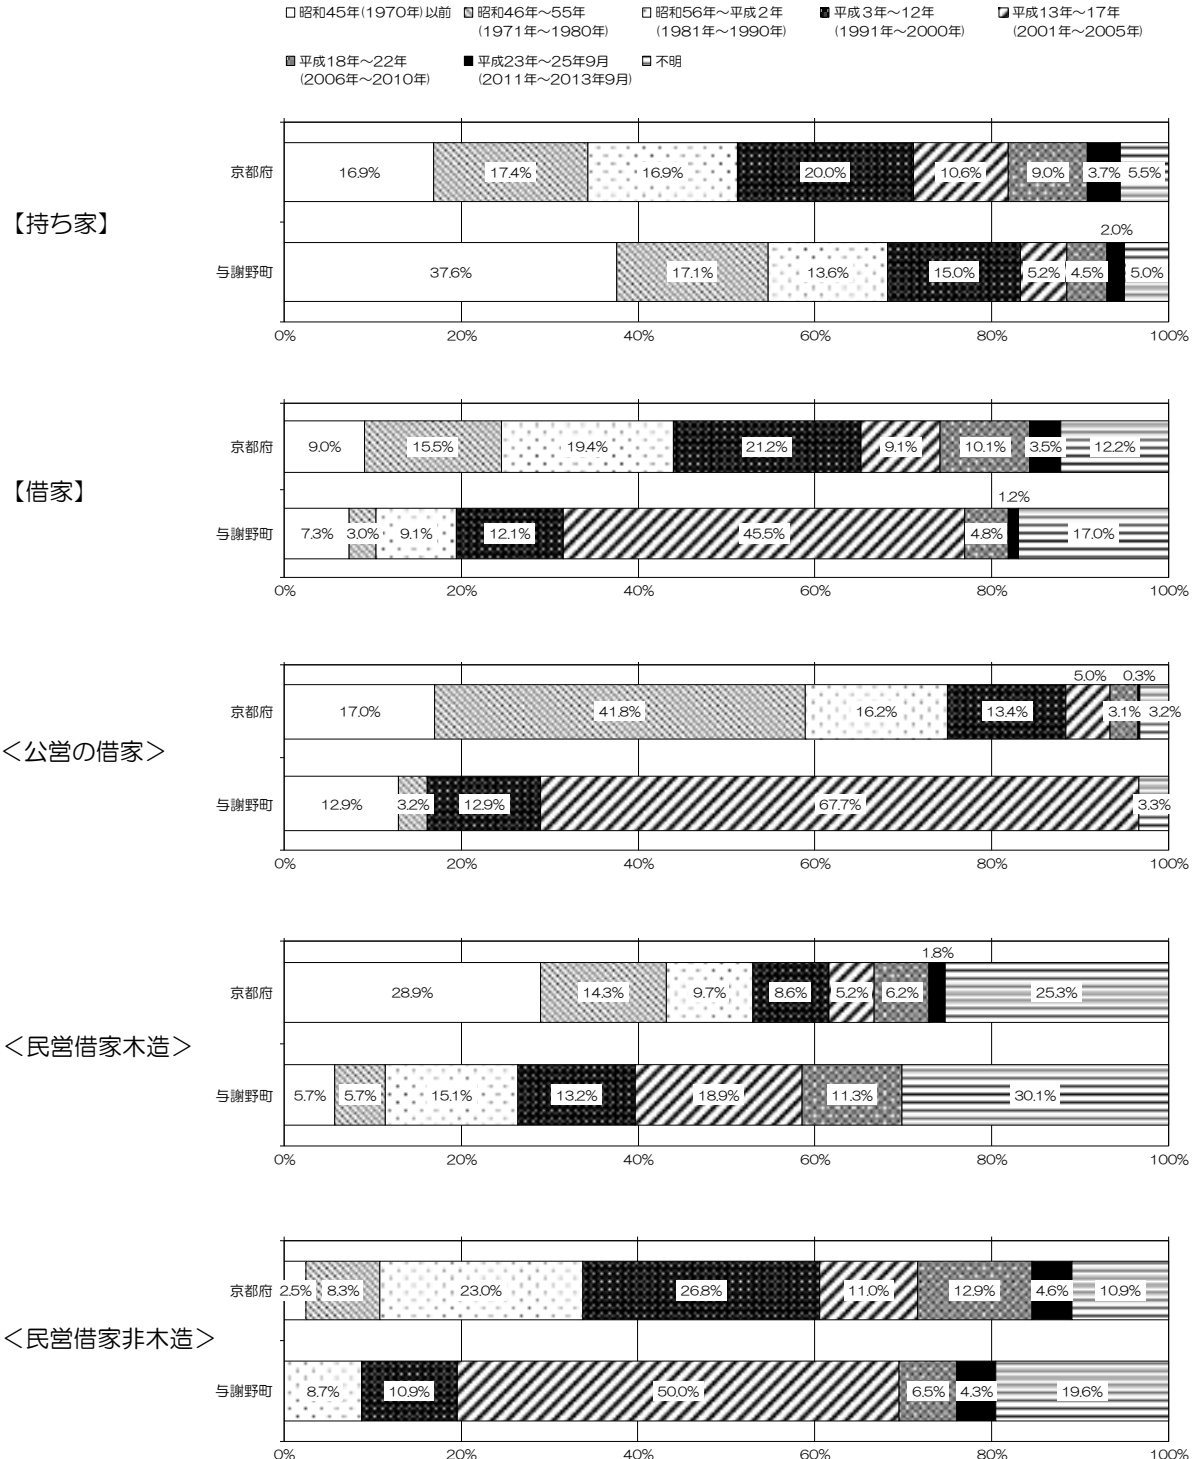 昭和45年(1970年)以前 昭和46年～55年 昭和56年～平成2年 平成3年～12年 平成13年～17年
(1971年～1980年) (1981年～1990年) (1991年～2000年) (2001年～2005年)
平成18年～22年 平成23年～25年9月 不明
(2006年～2010年) (2011年～2013年9月)
【持ち家】
京都府 16.9% 17.4% 16.9% 20.0% 10.6% 9.0% 3.7% 5.5%
2.0%
与謝野町 37.6% 17.1% 13.6% 15.0% 5.2% 4.5% 5.0%
0% 20% 40% 60% 80% 100%
【借家】
京都府 9.0% 15.5% 19.4% 21.2% 9.1% 10.1% 3.5% 12.2%
1.2%
与謝野町 7.3% 3.0% 9.1% 12.1% 45.5% 4.8% 17.0%
0% 20% 40% 60% 80% 100%
＜公営の借家＞
5.0% 0.3%
京都府 17.0% 41.8% 16.2% 13.4% 3.1% 3.2%
与謝野町 12.9% 3.2% 12.9% 67.7% 3.3%
0% 20% 40% 60% 80% 100%
＜民営借家木造＞
1.8%
京都府 28.9% 14.3% 9.7% 8.6% 5.2% 6.2% 25.3%
与謝野町 5.7% 5.7% 15.1% 13.2% 18.9% 11.3% 30.1%
0% 20% 40% 60% 80% 100%
＜民営借家非木造＞
京都府 2.5% 8.3% 23.0% 26.8% 11.0% 12.9% 4.6% 10.9%
与謝野町 8.7% 10.9% 50.0% 6.5% 4.3% 19.6%
0% 20% 40% 60% 80% 100%